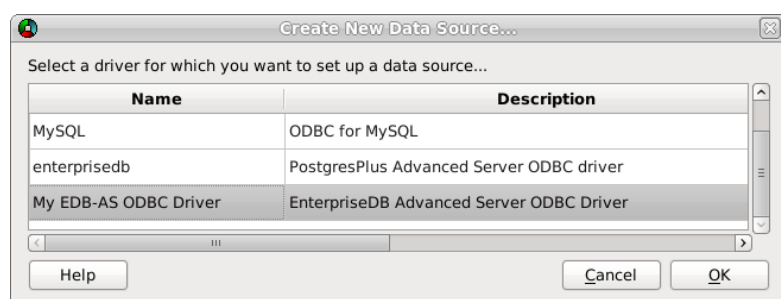 Create New Data Source...
Select a driver for which you want to set up a data source...
Name Description
MySQL ODBC for MySQL
enterprisedb PostgresPlus Advanced Server ODBC driver
My EDB-AS ODBC Driver EnterpriseDB Advanced Server ODBC Driver
Help Cancel OK